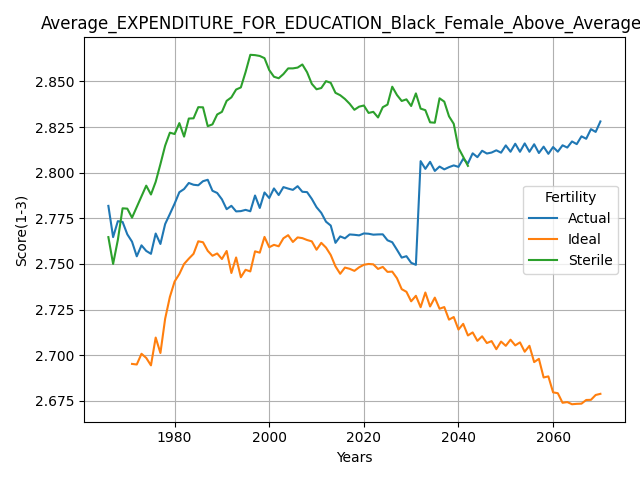 Average_EXPENDITURE_FOR_EDUCATION_Black_Female_Above_Average
Score(1-3)
2.850
2.825
2.800
2.775
2.750
2.725
2.700
2.675
Fertility
Actual
Ideal
Sterile
1980 2000 2020 2040 2060
Years